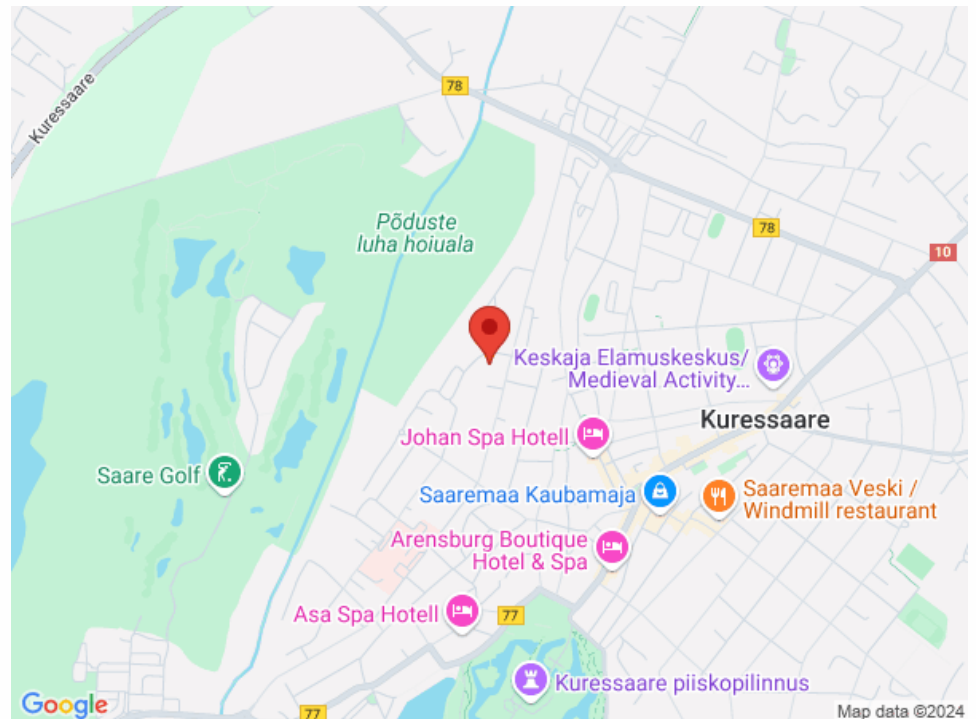 Kuressaare
78
Põduste
luha hoiuala
78
10
Keskaja Elamuskeskus/
Medieval Activity...
Kuressaare
Johan Spa Hotell
Saare Golf
Saaremaa Kaubamaja
Saaremaa Veski /
Windmill restaurant
Arensburg Boutique
Hotel & Spa
Asa Spa Hotell
77
Kuressaare piiskopilinnus
Google
77
Map data ©2024